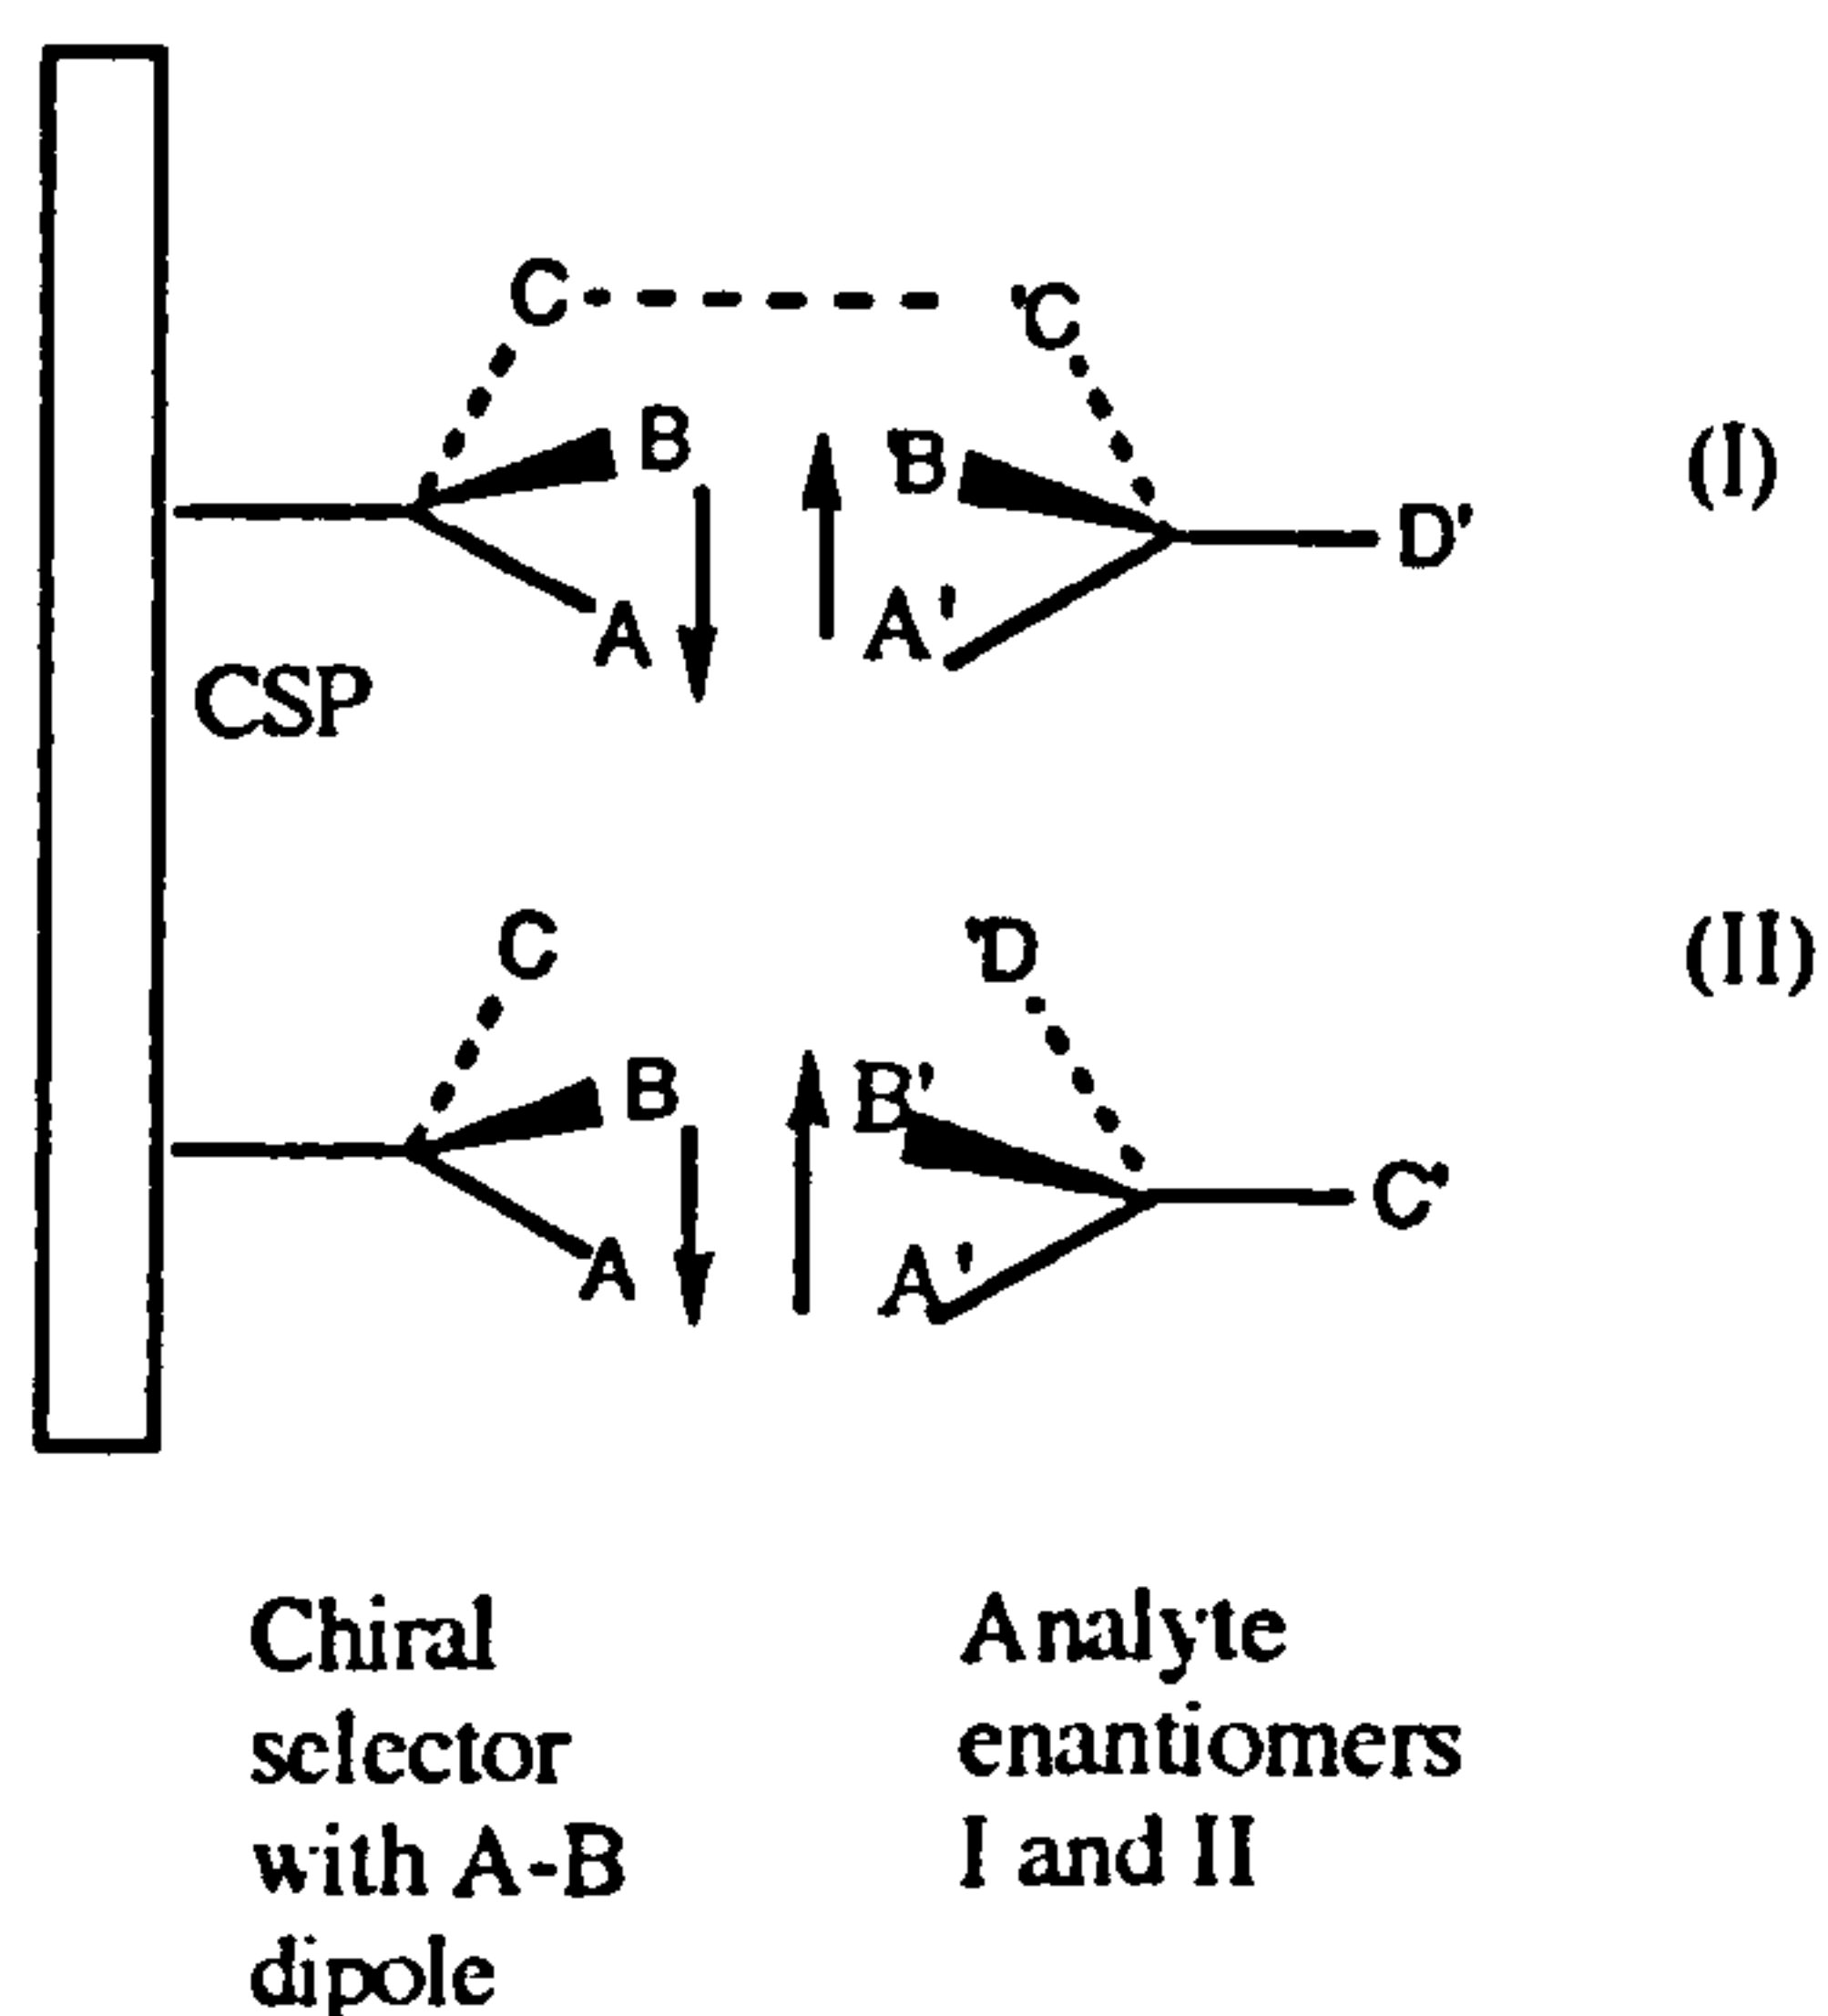 C 'C
B 'B (I)
D'
A A'
CSP
C 'D (II)
B B'
C'
A A'
Chiral Analyte
selector enantiomers
with A-B I and II
dipole